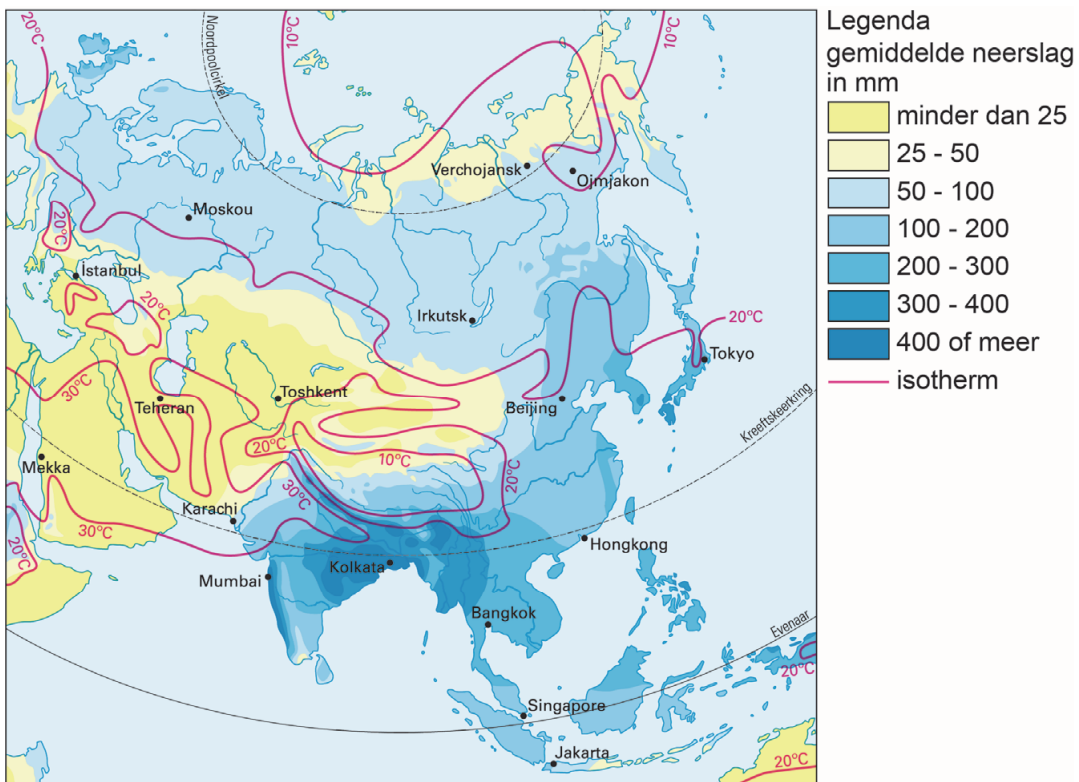 20°C
Noordpoolcirkel
10°C
10°C
Verchojansk
Ojmjakon
Moskou
20°C
İstanbul
20°C
Irkutsk
20°C
Tokyo
30°C
Teheran
Toshkent
Beijing
Kreeftskeerkring
20°C
10°C
20°C
Mekka
30°C
Karachi
30°C
Hongkong
20°C
Mumbai
Kolkata
Bangkok
Evenaar
20°C
Singapore
Jakarta
20°C
Legenda
gemiddelde neerslag
in mm
minder dan 25
25 - 50
50 - 100
100 - 200
200 - 300
300 - 400
400 of meer
isotherm